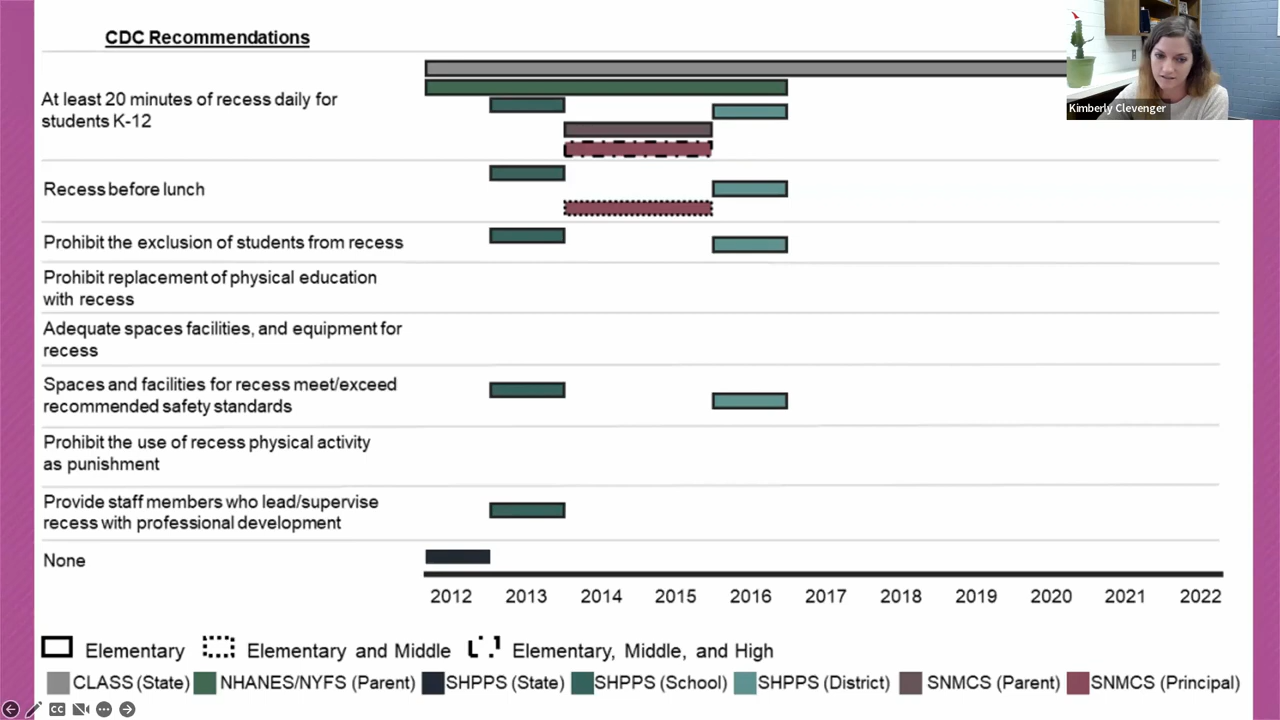 CDC Recommendations
Kimberly Clevenger
At least 20 minutes of recess daily for
students K-12
Recess before lunch
Prohibit the exclusion of students from recess
Prohibit replacement of physical education
with recess
Adequate spaces facilities, and equipment for
recess
Spaces and facilities for recess meet/exceed
recommended safety standards
Prohibit the use of recess physical activity
as punishment
Provide staff members who lead/supervise
recess with professional development
None
2012 2013 2014 2015 2016 2017 2018 2019 2020 2021 2022
Elementary Elementary and Middle Elementary, Middle, and High
CLASS (State) NHANES/NYFS (Parent) SHPPS (State) SHPPS (School) SHPPS (District) SNMCS (Parent) SNMCS (Principal)
CC